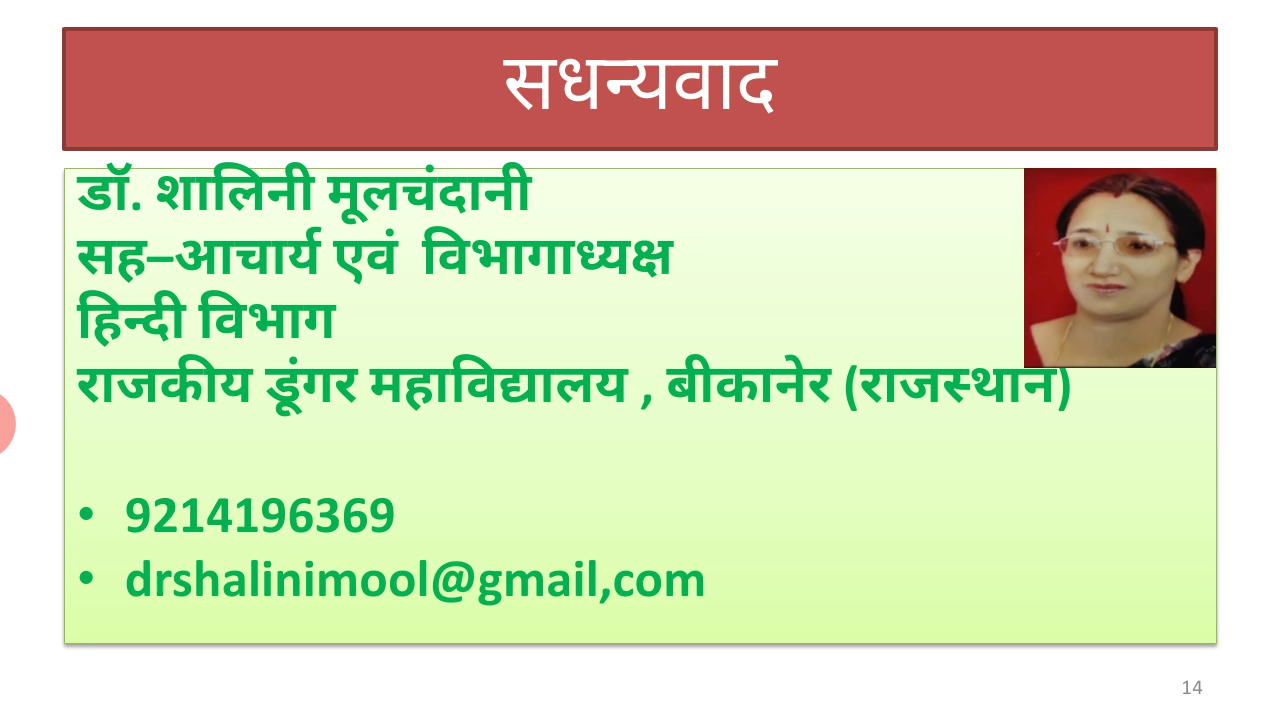 सधन्यवाद
डॉ. शालिनी मूलचंदानी
सह–आचार्य एवं  विभागाध्यक्ष
हिन्दी विभाग
राजकीय डूंगर महाविद्यालय , बीकानेर (राजस्थान)
• 9214196369
• drshalinimool@gmail,com
14